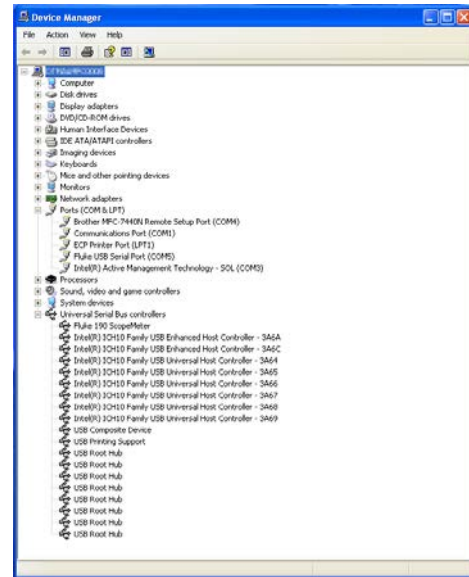 Device Manager
File Action View Help
Computer
Disk drives
Display adapters
DVD/CD-ROM drives
Human Interface Devices
IDE ATA/ATAPI controllers
Imaging devices
Keyboards
Mice and other pointing devices
Monitors
Network adapters
Ports (COM & LPT)
Brother MFC-7440N Remote Setup Port (COM4)
Communications Port (COM1)
ECP Printer Port (LPT1)
Fluke USB Serial Port (COM5)
Intel(R) Active Management Technology - SOL (COM3)
Processors
Sound, video and game controllers
System devices
Universal Serial Bus controllers
Fluke 190 ScopeMeter
Intel(R) ICH10 Family USB Enhanced Host Controller - 3A6A
Intel(R) ICH10 Family USB Enhanced Host Controller - 3A6C
Intel(R) ICH10 Family USB Universal Host Controller - 3A64
Intel(R) ICH10 Family USB Universal Host Controller - 3A65
Intel(R) ICH10 Family USB Universal Host Controller - 3A66
Intel(R) ICH10 Family USB Universal Host Controller - 3A67
Intel(R) ICH10 Family USB Universal Host Controller - 3A68
Intel(R) ICH10 Family USB Universal Host Controller - 3A69
USB Composite Device
USB Printing Support
USB Root Hub
USB Root Hub
USB Root Hub
USB Root Hub
USB Root Hub
USB Root Hub
USB Root Hub
USB Root Hub